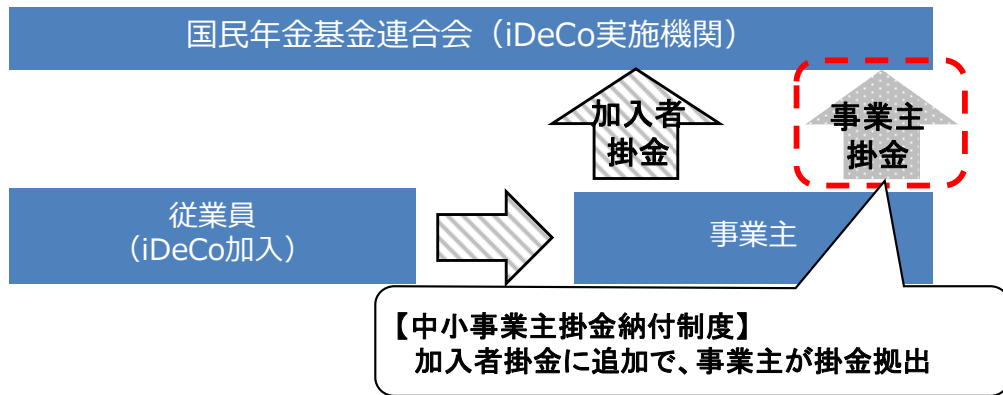 国民年金基金連合会（iDeCo実施機関）
加入者
掛金
事業主
掛金
従業員
（iDeCo加入）
事業主
【中小事業主掛金納付制度】
加入者掛金に追加で、事業主が掛金拠出